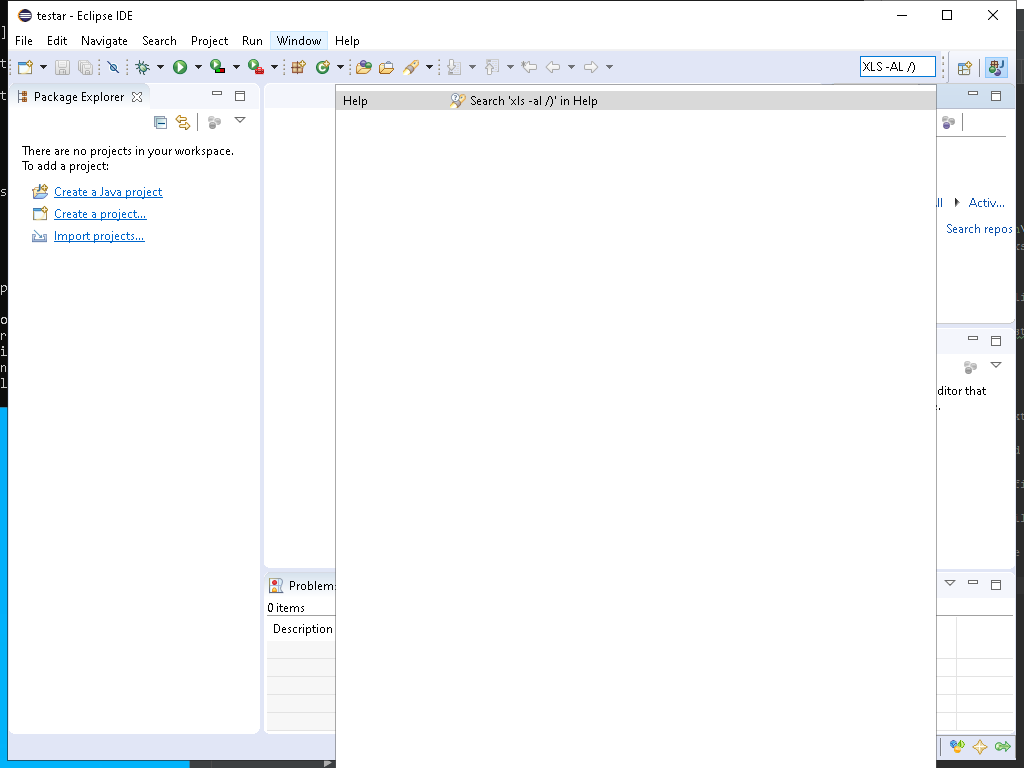 testar - Eclipse IDE
File Edit Navigate Search Project Run Window Help
XLS -AL /)
Package Explorer
Help Search 'xls -al /)' in Help
There are no projects in your workspace.
To add a project:
Create a Java project
Create a project...
Import projects...
Activ...
Search repos
ditor that
Problem
0 items
Description